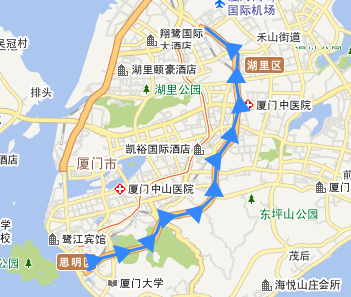 国际机场
翔鹭国际
大酒店
禾山街道
吴冠村
湖里颐豪酒店
湖里区
排头
湖里公园
厦门中医院
凯裕国际酒店
厦门市
酒店
厦门中山医院
前
东坪山公园
学
校
鹭江宾馆
思明区
公园
茂后
厦门大学
海悦山庄会所